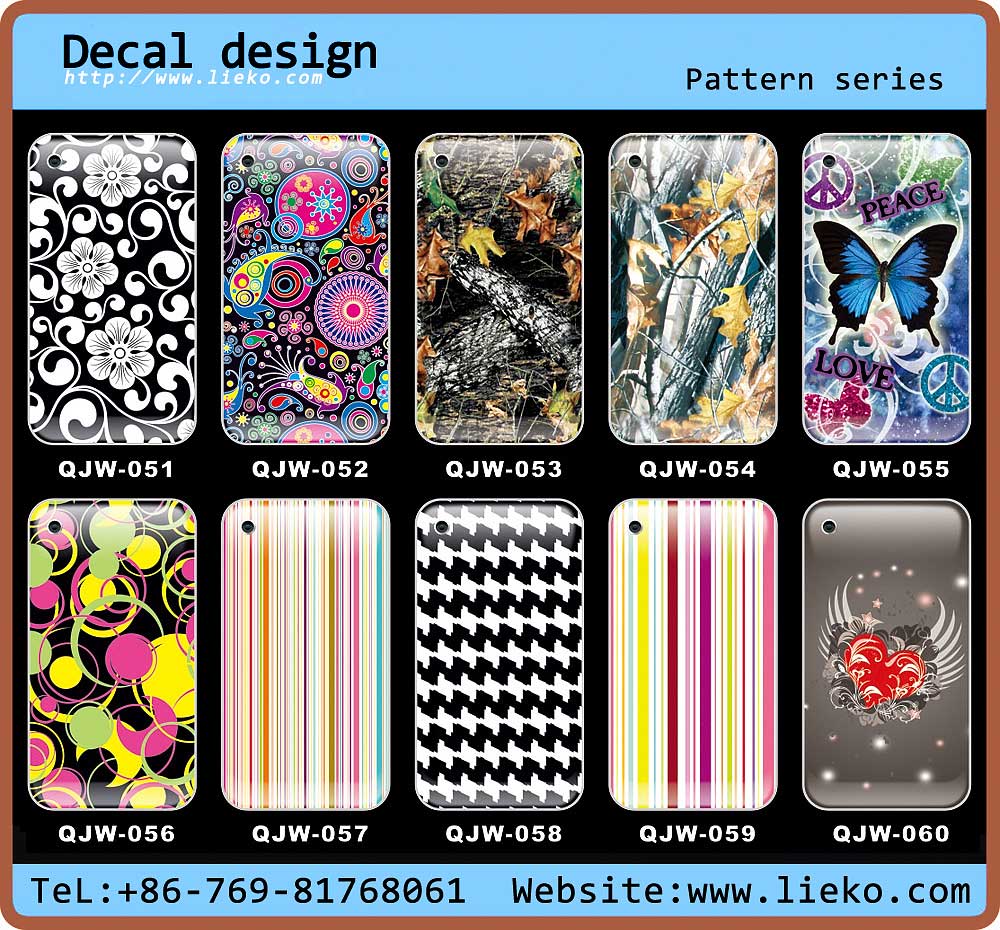 Decal design
http://www.lieko.com
Pattern series
PEACE
LOVE
QJW-051 QJW-052 QJW-053 QJW-054 QJW-055
QJW-056 QJW-057 QJW-058 QJW-059 QJW-060
TeL:+86-769-81768061 Website:www.lieko.com